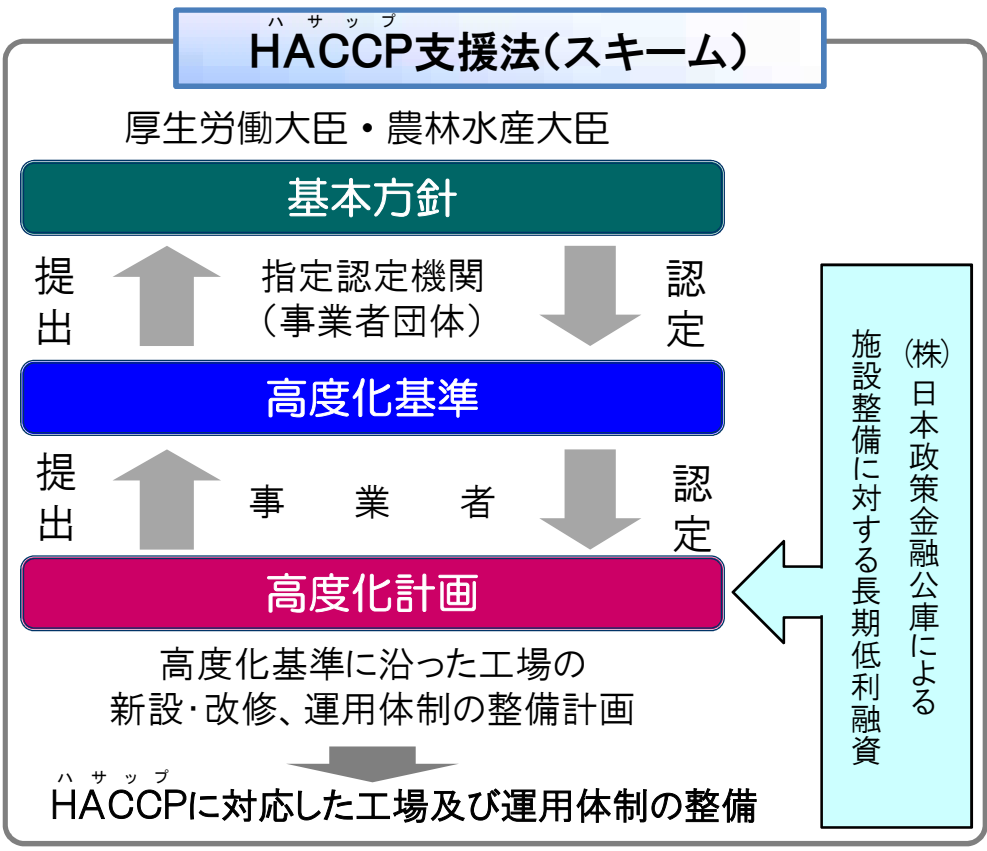 ハサップ
HACCP支援法(スキーム)
厚生労働大臣・農林水産大臣
基本方針
提出
指定認定機関
(事業者団体)
認定
高度化基準
提出
事業者
認定
高度化計画
高度化基準に沿った工場の
新設・改修、運用体制の整備計画
ハサップ
HACCPに対応した工場及び運用体制の整備
(株)日本政策金融公庫による
施設整備に対する長期低利融資